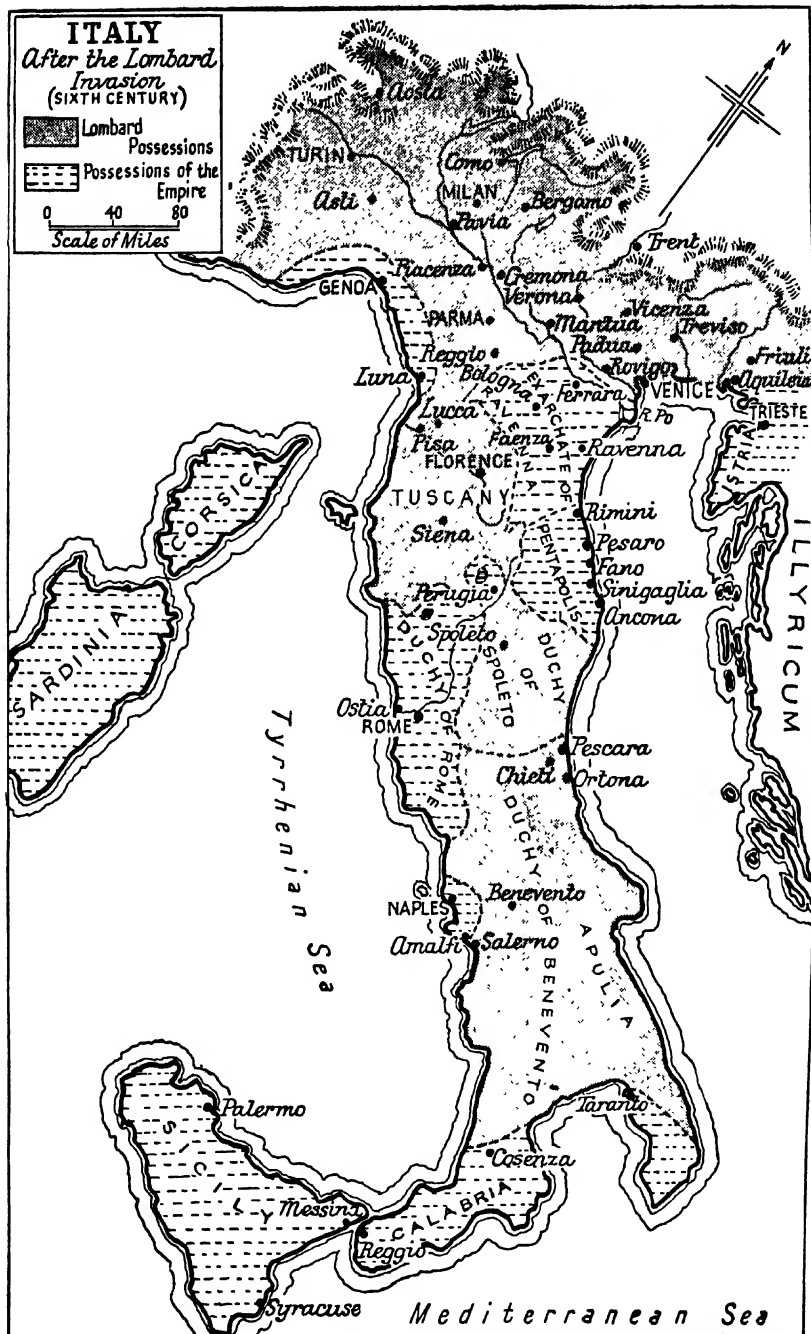 ITALY
After the Lombard
Invasion
(SIXTH CENTURY)
Lombard
Possessions
Possessions of the
Empire
0 40 80
Scale of Miles
N
Aosta
TURIN
Como
MILAN
Asti
Bergamo
Pavia
Trent
Piacenza
Cremona
GENOA
Verona
Vicenza
PARMA
Mantua
Treviso
Padua
Friuli
Reggio
Rovigo
Luna
Bologna
Ferrara
VENICE
Aquileia
TRIESTE
ISTRIA
R. Po
Lucca
Pisa
Faenza
EXARCHATE OF
RAVENNA
Ravenna
FLORENCE
TUSCANY
Rimini
Siena
PENTAPOLIS
Pesaro
Fano
Perugia
Sinigaglia
Ancona
ILLYRICUM
CORSICA
SARDINIA
Spoleto
DUCHY
OF
SPOLETO
DUCHY OF ROME
Ostia
ROME
Pescara
Chieti
Ortona
Tyrrhenian Sea
DUCHY OF BENEVENTO
NAPLES
Benevento
Amalfi
Salerno
APULIA
Taranto
Palermo
SICILY
Cosenza
Messina
CALABRIA
Reggio
Syracuse
Mediterranean Sea